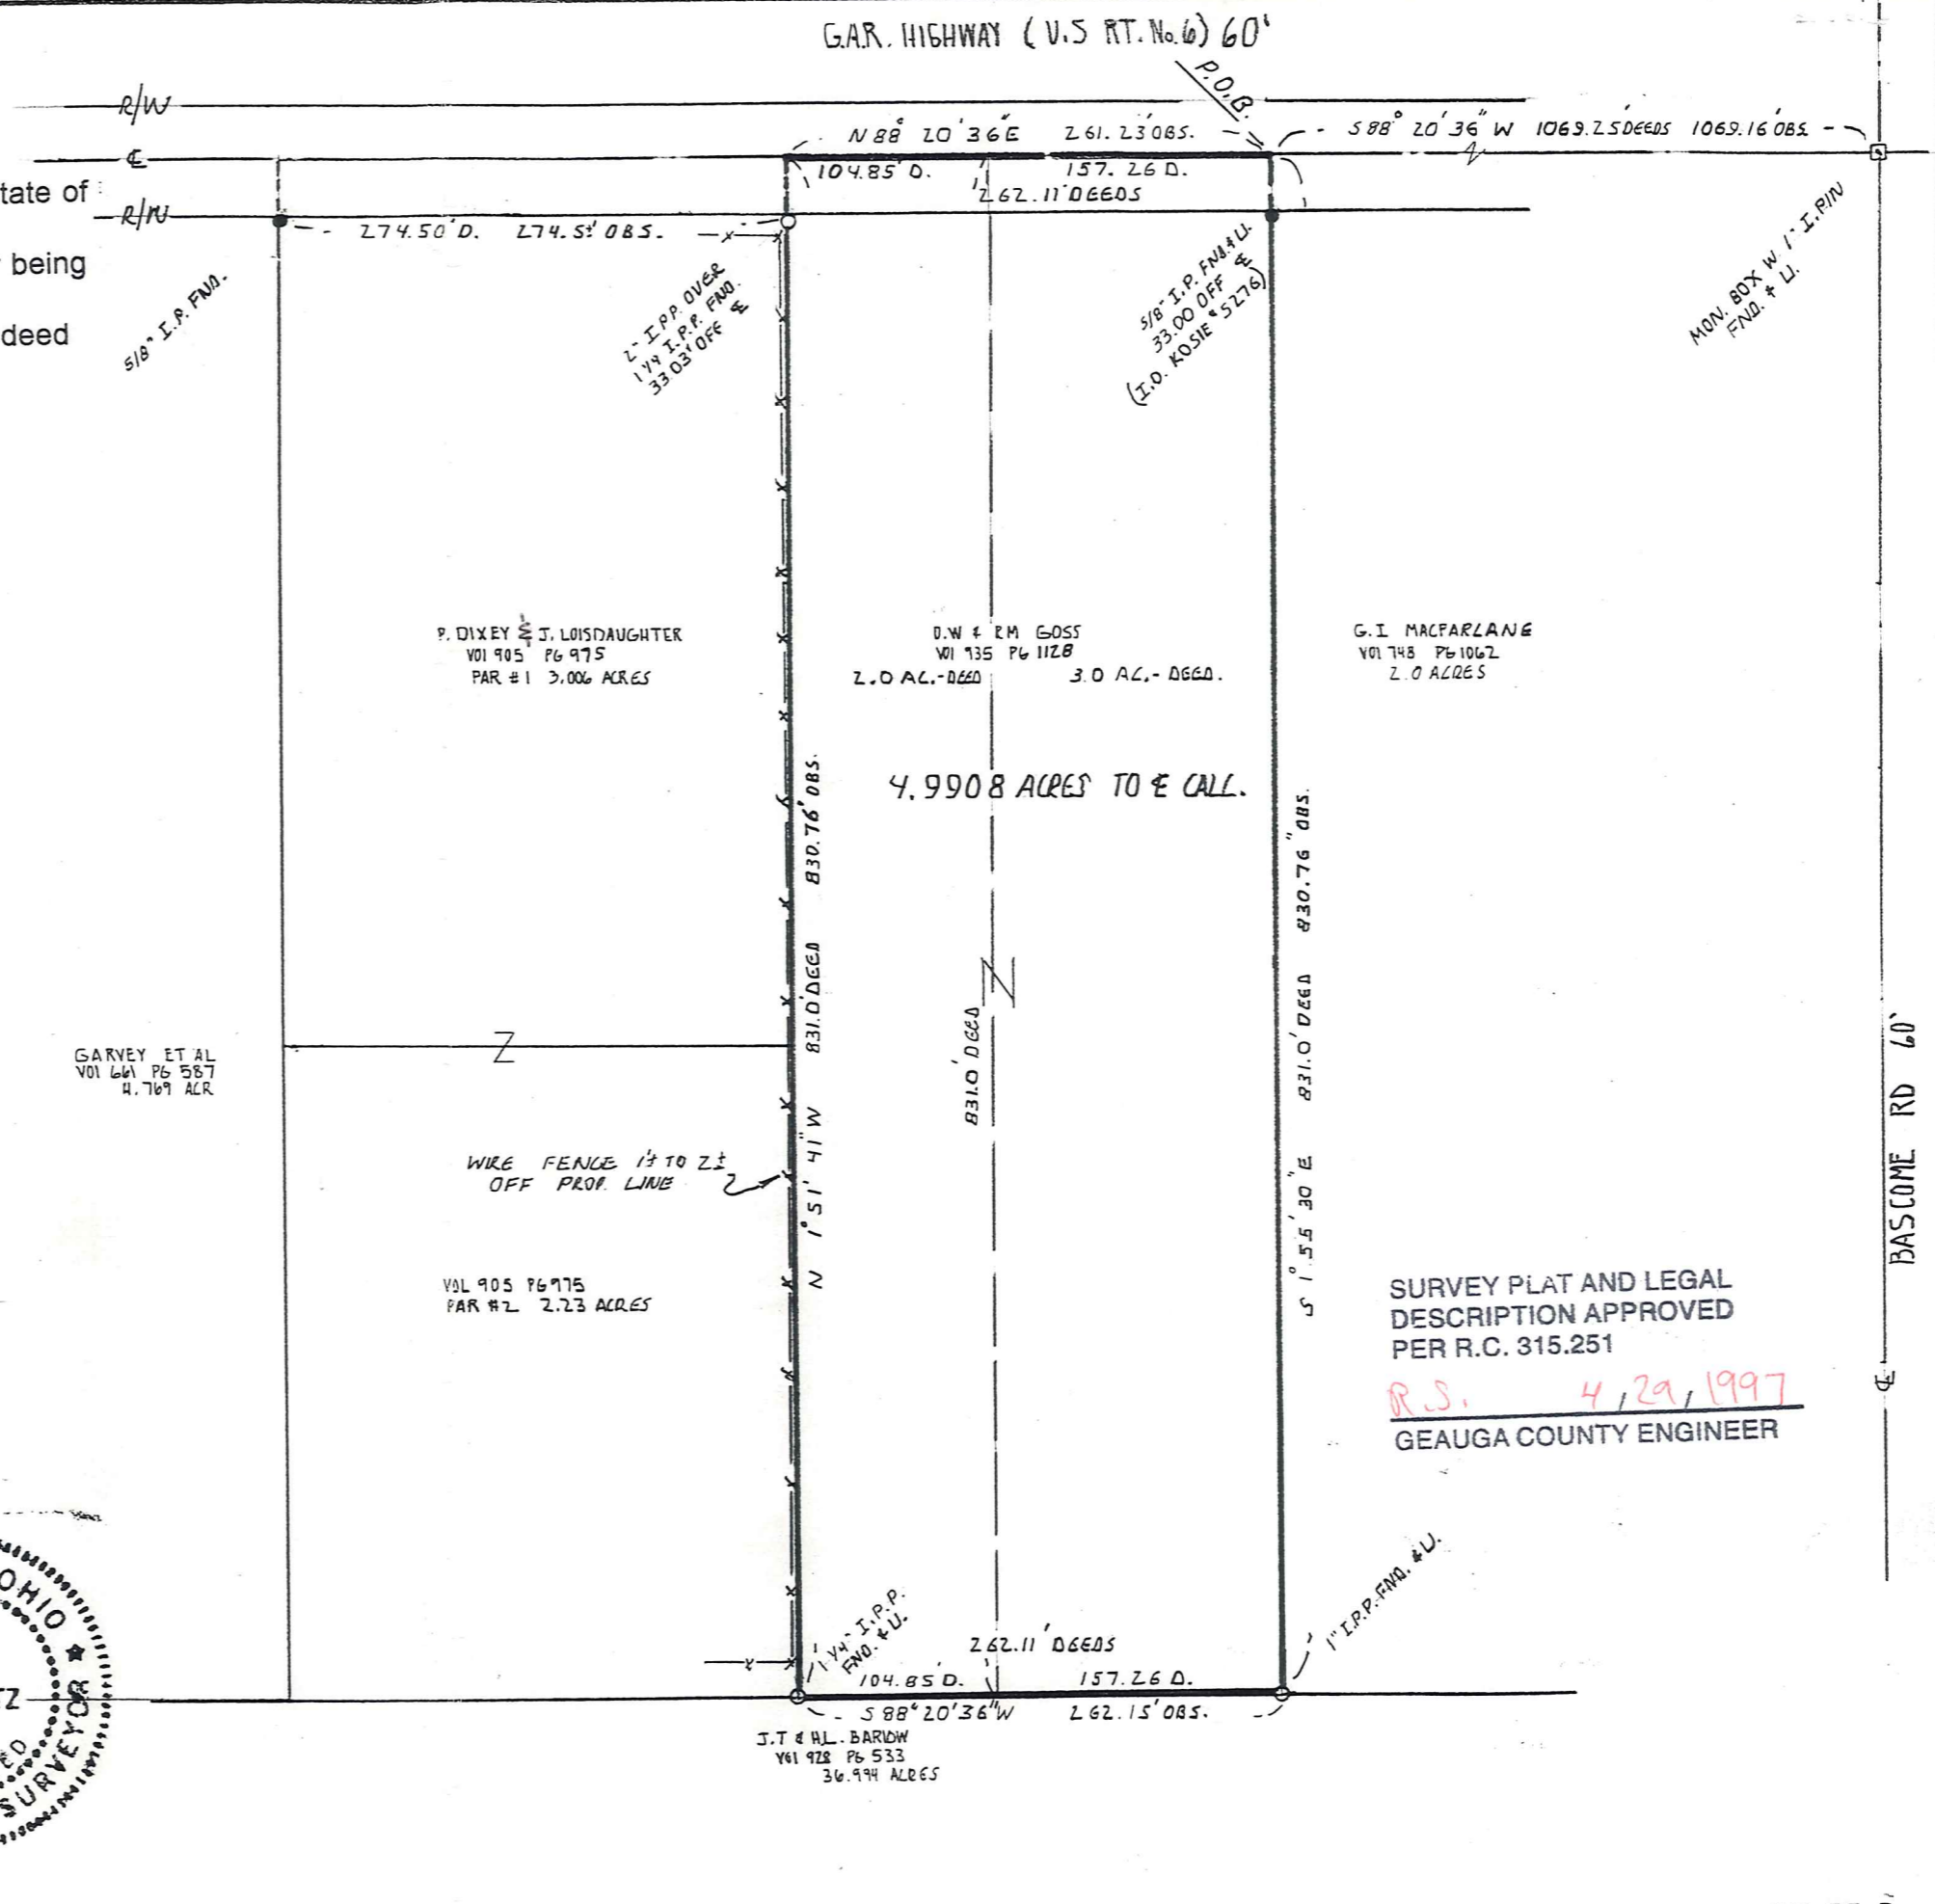 G.A.R. HIGHWAY ( U.S RT. No. 6) 60'
P.O.B.
R/W
N 88° 20' 36" E 261.23' OBS.
S 88° 20' 36" W 1069.25' DEEDS 1069.16' OBS.
℄
104.85' D.
157.26 D.
262.11' DEEDS
tate of
R/W
274.50' D. 274.5± OBS.
being
deed
5/8" I.P. FND.
2" I.P.P. OVER
1 1/4 I.P.P. FND.
33.03' OFF ℄
5/8" I.P. FND. & U.
33.00 OFF ℄
(I.D. KOSIE #5276)
MON. BOX W. 1" I. PIN
FND. & U.
P. DIXEY & J. LOISDAUGHTER
VOl 905 PG 975
PAR #1 3.006 ACRES
D.W & RM GOSS
VOl 935 PG 1128
2.0 AC.-DEED
3.0 AC.-DEED.
G.I MACFARLANE
VOl 748 PG 1062
2.0 ACRES
4.9908 ACRES TO ℄ CALC.
N 1° 51' 41" W 831.0' DEED 830.76' OBS.
831.0' DEED
S 1° 55' 30" E 831.0' DEED 830.76" OBS.
Z
Z
GARVEY ET AL
VOl 661 PG 587
4.769 ACR
BASCOME RD 60'
WIRE FENCE 1± TO 2±
OFF PROP. LINE
VOL 905 PG 975
PAR #2 2.23 ACRES
SURVEY PLAT AND LEGAL
DESCRIPTION APPROVED
PER R.C. 315.251
R.S. 4/29/1997
GEAUGA COUNTY ENGINEER
℄
OHIO
TZ
ED
SURVEYOR
1 1/4" I.P.P.
FND. & U.
1" I.P.P. FND. & U.
262.11' DEEDS
104.85' D.
157.26 D.
S 88° 20' 36" W 262.15' OBS.
J.T & H.L. BARLOW
VOl 928 PG 533
36.994 ACRES